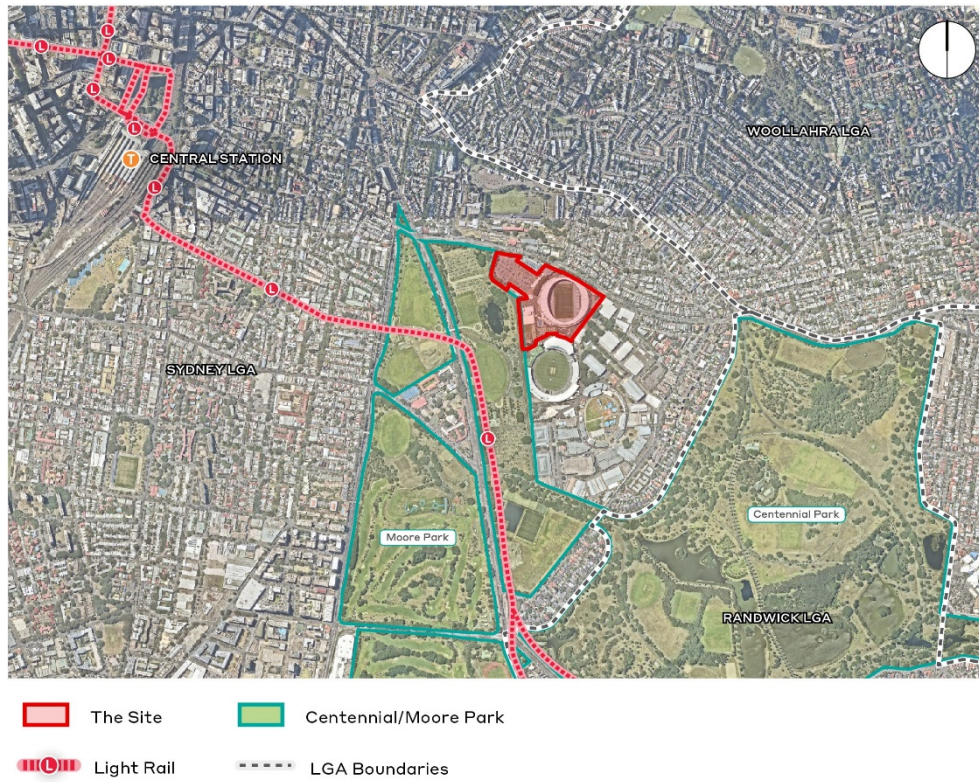 L
L
L
L
L
WOOLLAHRA LGA
T CENTRAL STATION
L
L
SYDNEY LGA
L
Centennial Park
Moore Park
RANDWICK LGA
The Site
Centennial/Moore Park
L Light Rail
LGA Boundaries